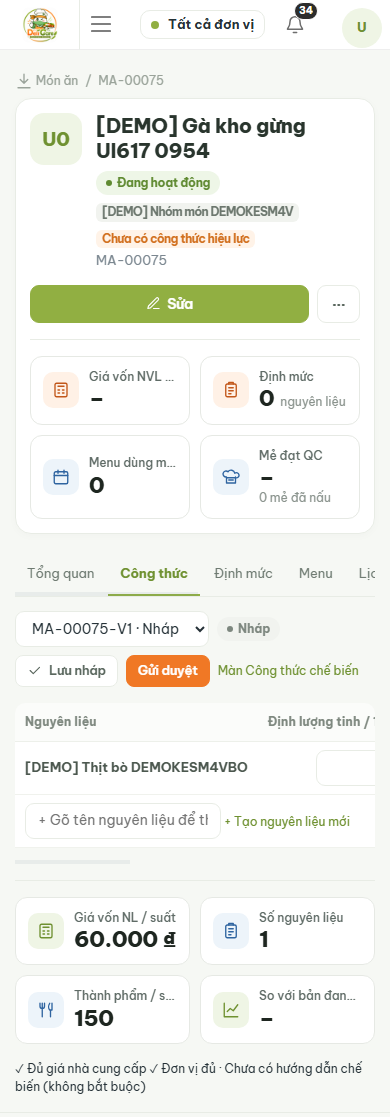 Tất cả đơn vị
34
U
Món ăn / MA-00075
U0
[DEMO] Gà kho gừng
UI617 0954
Đang hoạt động
[DEMO] Nhóm món DEMOKESM4V
Chưa có công thức hiệu lực
MA-00075
Sửa
...
Giá vốn NVL ...
–
Định mức
0 nguyên liệu
Menu dùng m...
0
Mẻ đạt QC
–
0 mẻ đã nấu
Tổng quan
Công thức
Định mức
Menu
MA-00075-V1 · Nháp
Nháp
Lưu nháp
Gửi duyệt
Màn Công thức chế biến
Nguyên liệu
Định lượng tinh /
[DEMO] Thịt bò DEMOKESM4VBO
+ Gõ tên nguyên liệu để
+ Tạo nguyên liệu mới
Giá vốn NL / suất
60.000 ₫
Số nguyên liệu
1
Thành phẩm / s...
150
So với bản đan...
–
✓ Đủ giá nhà cung cấp ✓ Đơn vị đủ · Chưa có hướng dẫn chế
biến (không bắt buộc)